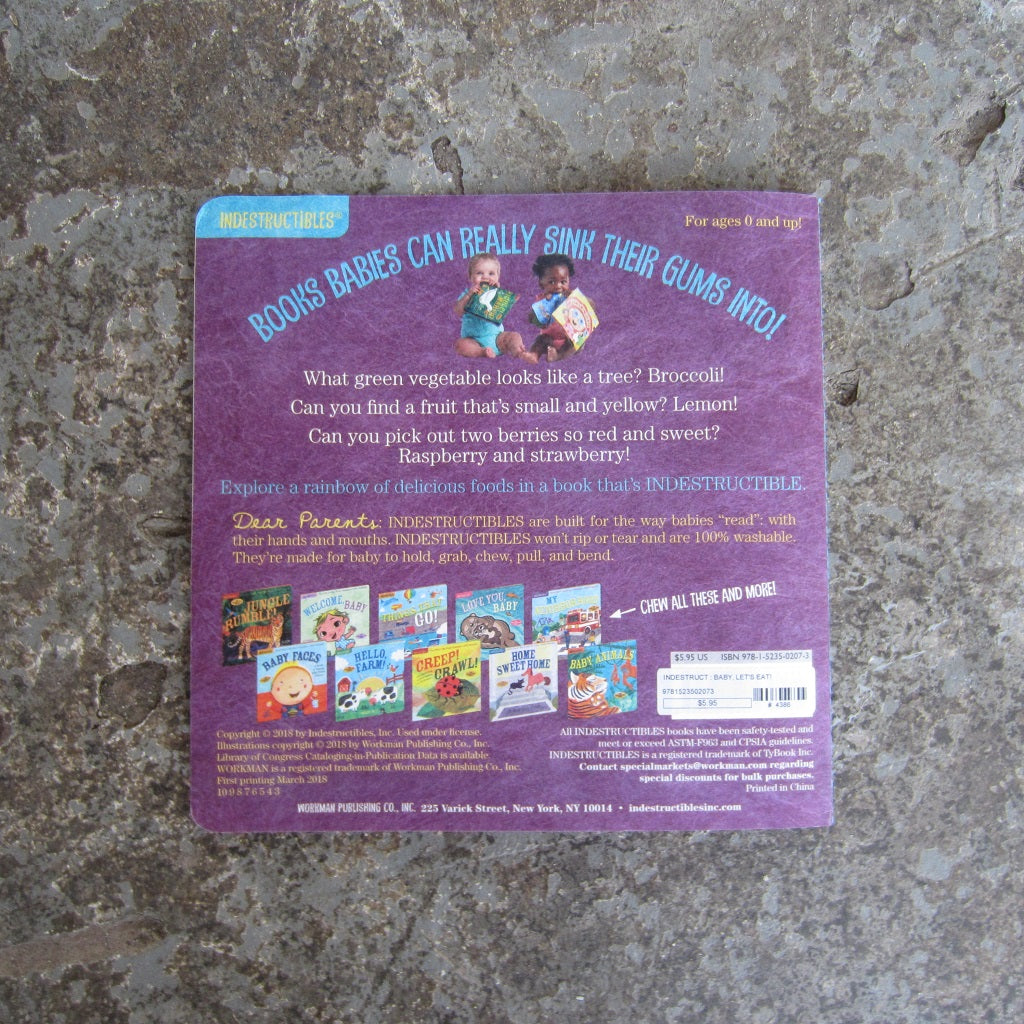 INDESTRUCTIBLES®
For ages 0 and up!
BOOKS BABIES CAN REALLY SINK THEIR GUMS INTO!
What green vegetable looks like a tree? Broccoli!
Can you find a fruit that's small and yellow? Lemon!
Can you pick out two berries so red and sweet?
Raspberry and strawberry!
Explore a rainbow of delicious foods in a book that's INDESTRUCTIBLE.
Dear Parents: INDESTRUCTIBLES are built for the way babies "read": with
their hands and mouths. INDESTRUCTIBLES won't rip or tear and are 100% washable.
They're made for baby to hold, grab, chew, pull, and bend.
JUNGLE
RUMBLE!
WELCOME, BABY
THINGS THAT
GO!
LOVE YOU,
BABY
MY
CHEW ALL THESE AND MORE!
BABY FACES
HELLO,
FARM!
CREEP!
CRAWL!
HOME
SWEET HOME
BABY ANIMALS
$5.95 US ISBN 978-1-5235-0207-3
INDESTRUCT : BABY, LET'S EAT!
9781523502073
$5.95
# 4386
Copyright © 2018 by Indestructibles, Inc. Used under license.
Illustrations copyright © 2018 by Workman Publishing Co., Inc.
Library of Congress Cataloging-in-Publication Data is available.
WORKMAN is a registered trademark of Workman Publishing Co., Inc.
First printing March 2018
10 9 8 7 6 5 4 3
All INDESTRUCTIBLES books have been safety-tested and
meet or exceed ASTM-F963 and CPSIA guidelines.
INDESTRUCTIBLES is a registered trademark of TyBook Inc.
Contact specialmarkets@workman.com regarding
special discounts for bulk purchases.
Printed in China
WORKMAN PUBLISHING CO., INC. 225 Varick Street, New York, NY 10014 • indestructiblesinc.com